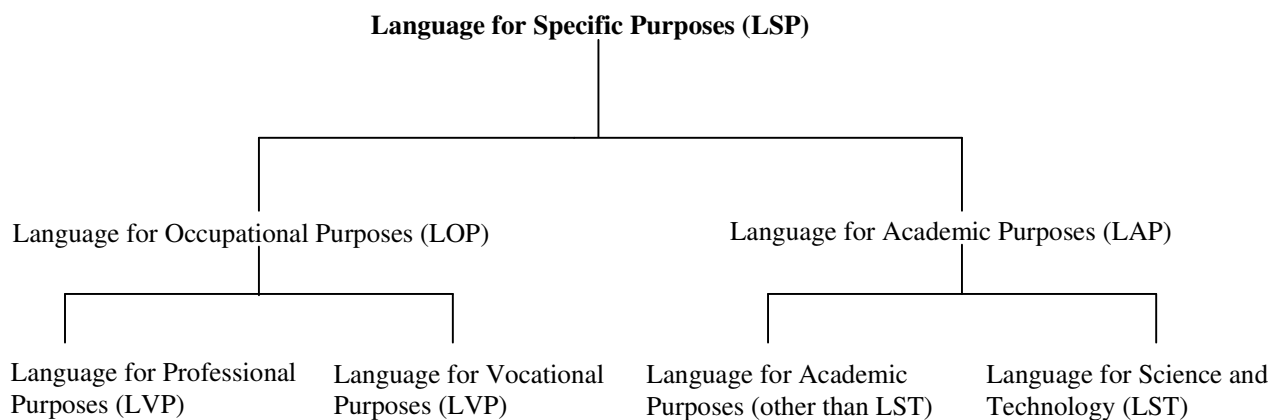 Language for Specific Purposes (LSP)
Language for Occupational Purposes (LOP)
Language for Academic Purposes (LAP)
Language for Professional
Purposes (LVP)
Language for Vocational
Purposes (LVP)
Language for Academic
Purposes (other than LST)
Language for Science and
Technology (LST)